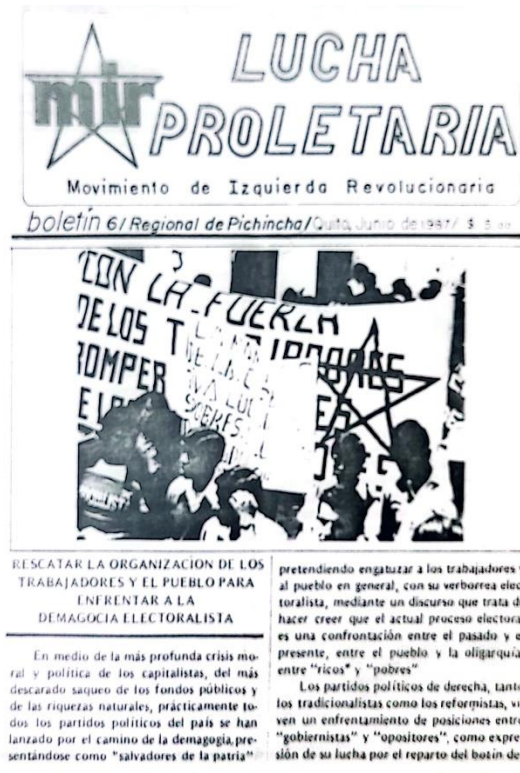 mir
LUCHA
PROLETARIA
Movimiento de Izquierda Revolucionaria
boletín 6/Regional de Pichincha/Quito, Junio de 1987/ $ 5.00
CON LA FUERZA
DE LOS
ROMPER
RESCATAR LA ORGANIZACION DE LOS
TRABAJADORES Y EL PUEBLO PARA
ENFRENTAR A LA
DEMAGOGIA ELECTORALISTA
En medio de la más profunda crisis mo-
ral y política de los capitalistas, del más
descarado saqueo de los fondos públicos y
de las riquezas naturales, prácticamente to-
dos los partidos políticos del país se han
lanzado por el camino de la demagogia, pre-
sentándose como "salvadores de la patria"
pretendiendo engatuzar a los trabajadores
al pueblo en general, con su verborrea elec
toralista, mediante un discurso que trata d
hacer creer que el actual proceso electora
es una confrontación entre el pasado y e
presente, entre el pueblo y la oligarquía
entre "ricos" y "pobres"
Los partidos políticos de derecha, tanto
los tradicionalistas como los reformistas, vi
ven un enfrentamiento de posiciones entre
"gobiernistas" y "opositores", como expre
sión de su lucha por el reparto del botín de